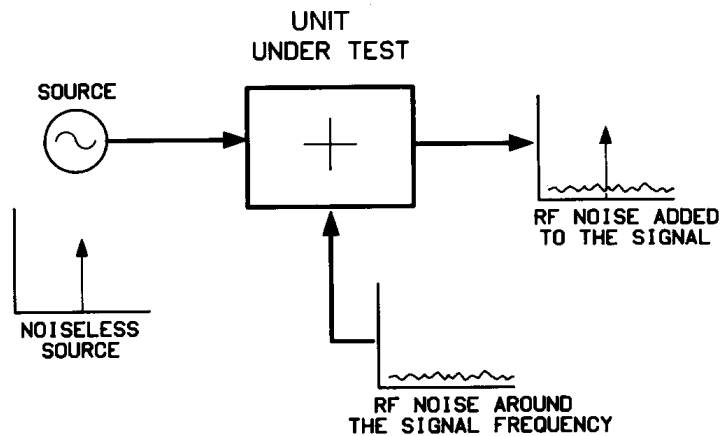 UNIT
UNDER TEST
SOURCE
RF NOISE ADDED
TO THE SIGNAL
NOISELESS
SOURCE
RF NOISE AROUND
THE SIGNAL FREQUENCY